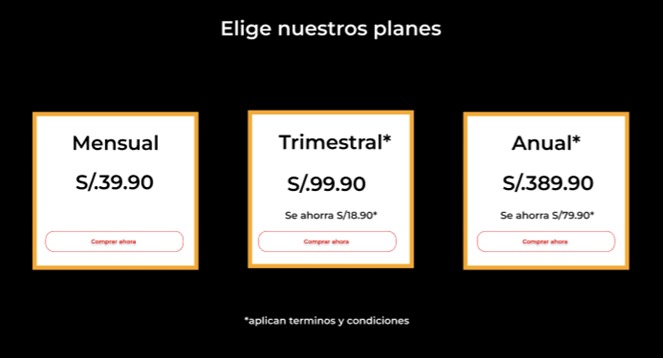 Elige nuestros planes
Mensual
S/.39.90
Comprar ahora
Trimestral*
S/.99.90
Se ahorra S/18.90*
Comprar ahora
Anual*
S/.389.90
Se ahorra S/79.90*
Comprar ahora
*aplican terminos y condiciones